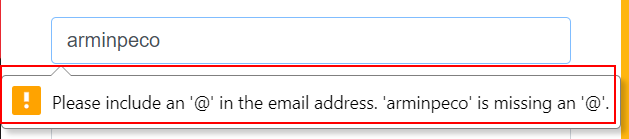 arminpeco
Please include an '@' in the email address. 'arminpeco' is missing an '@'.